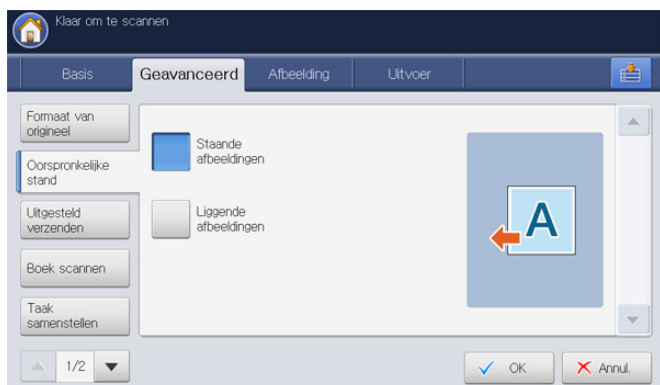 Klaar om te scannen
Basis
Geavanceerd
Afbeelding
Uitvoer
Formaat van
origineel
Oorspronkelijke
stand
Uitgesteld
verzenden
Boek scannen
Taak
samenstellen
1/2
Staande
afbeeldingen
Liggende
afbeeldingen
A
OK
Annul.